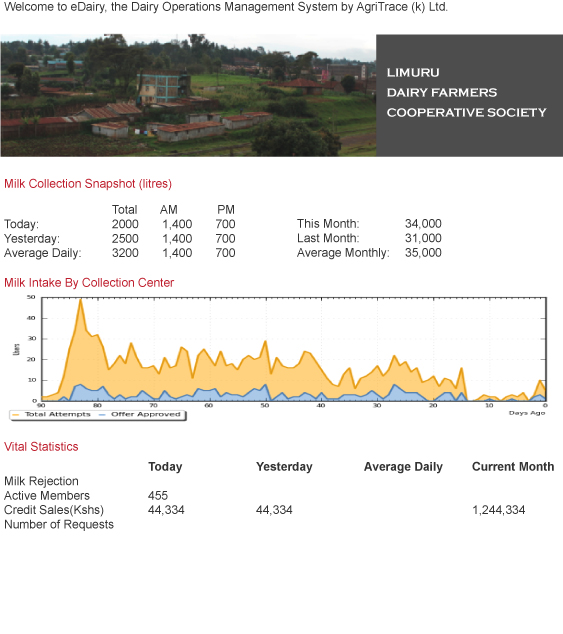 Welcome to eDairy, the Dairy Operations Management System by AgriTrace (k) Ltd.
LIMURU
DAIRY FARMERS
COOPERATIVE SOCIETY
Milk Collection Snapshot (litres)
Total AM PM
Today: 2000 1,400 700 This Month: 34,000
Yesterday: 2500 1,400 700 Last Month: 31,000
Average Daily: 3200 1,400 700 Average Monthly: 35,000
Milk Intake By Collection Center
50
40
30
20
10
0
Users
90 80 70 60 50 40 30 20 10 0
Total Attempts Offer Approved
Days Ago
Vital Statistics
Today Yesterday Average Daily Current Month
Milk Rejection
Active Members 455
Credit Sales(Kshs) 44,334 44,334 1,244,334
Number of Requests